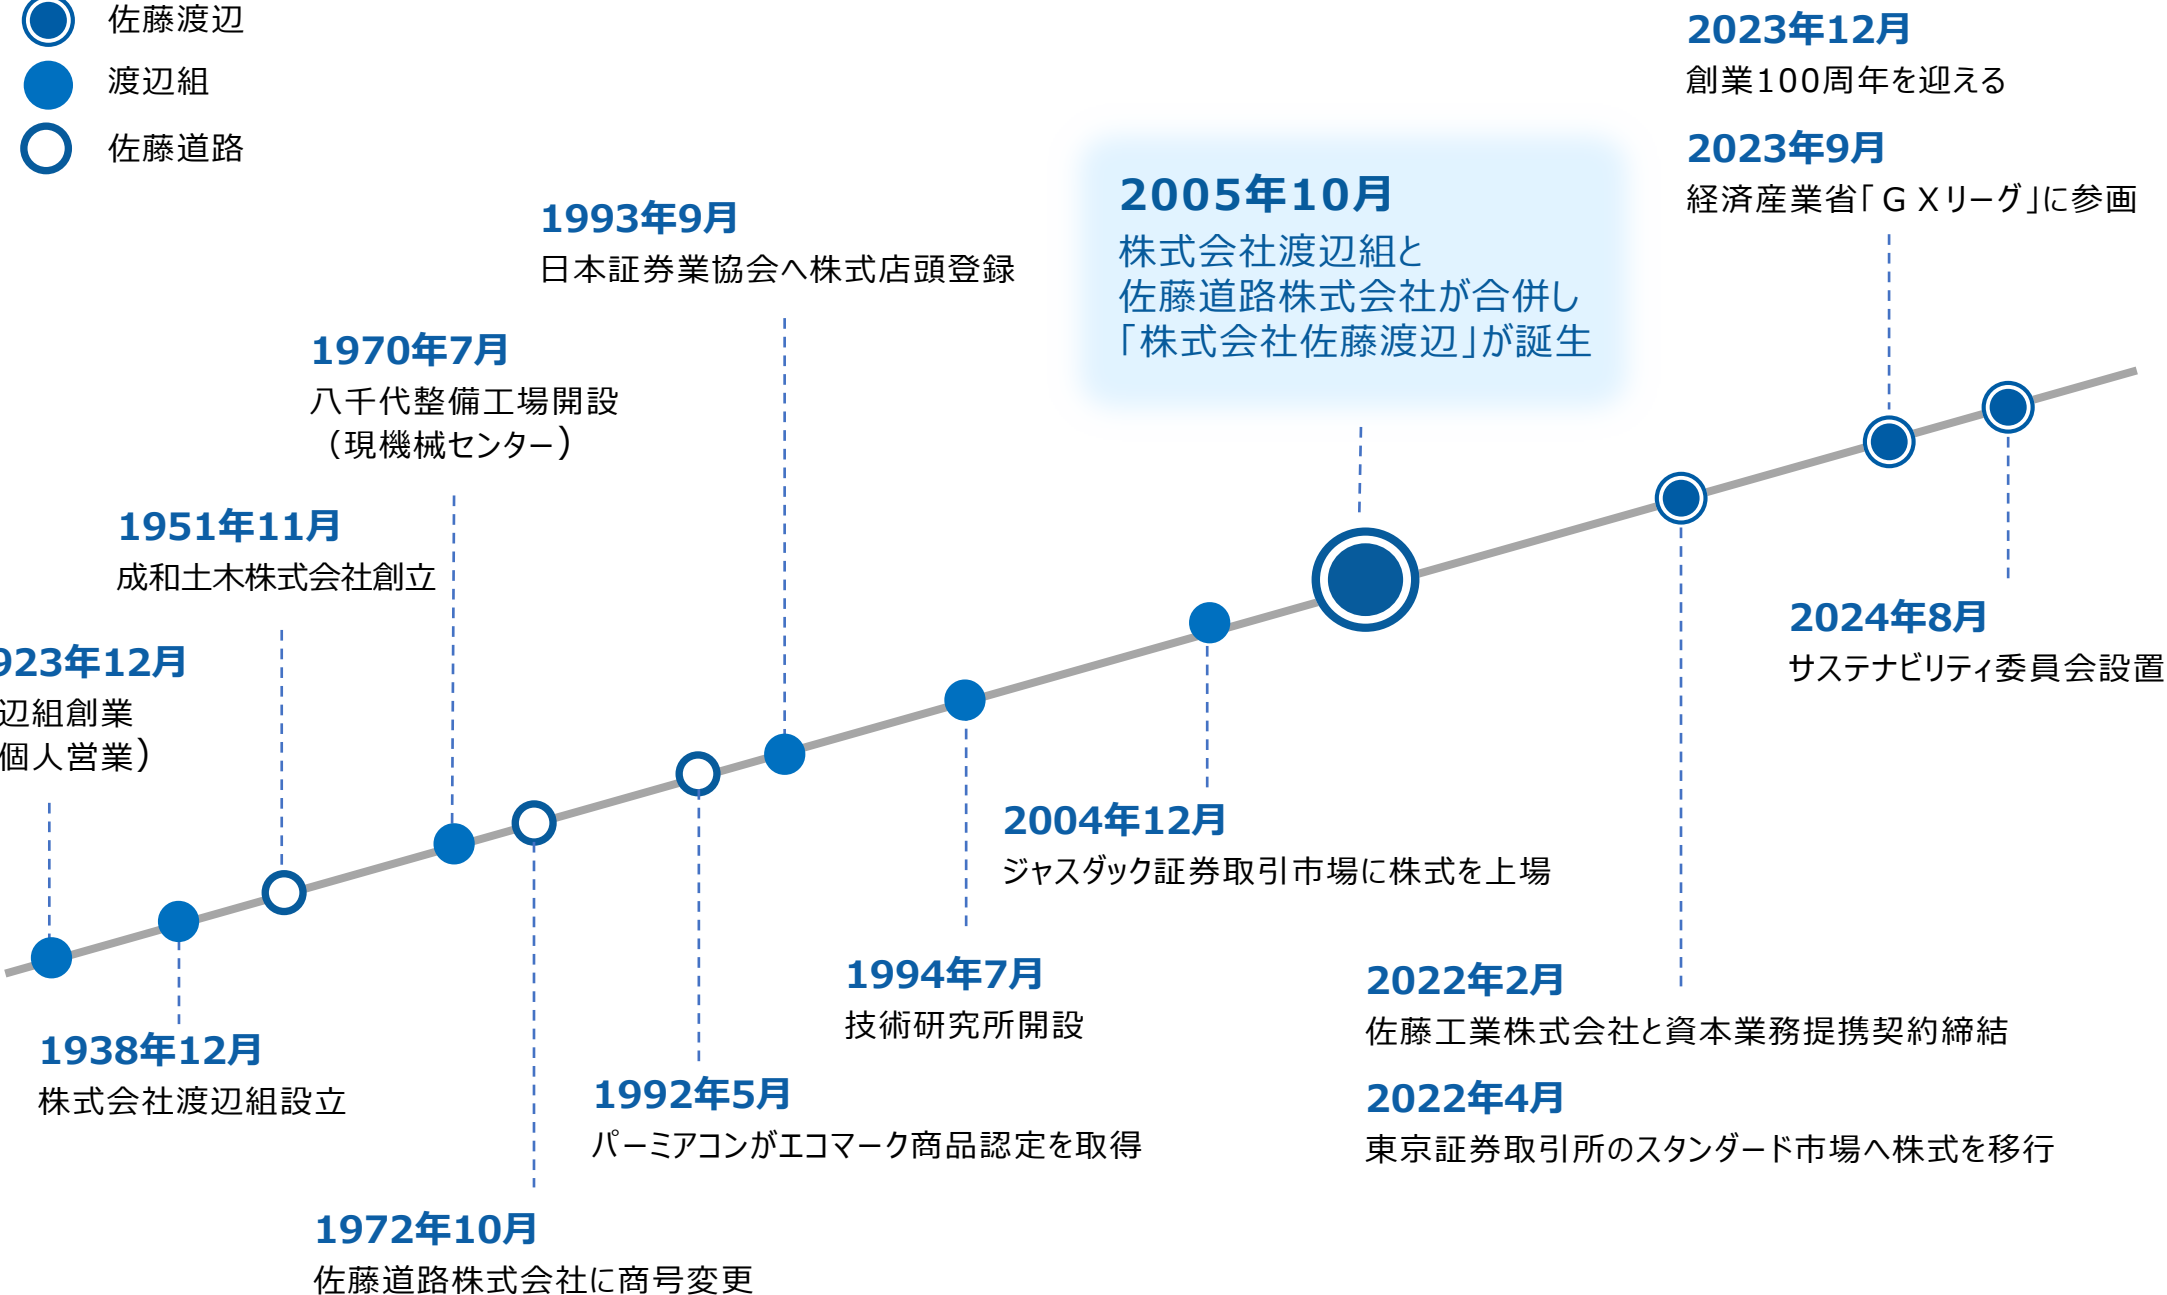 佐藤渡辺
渡辺組
佐藤道路
2023年12月
創業100周年を迎える
2023年9月
経済産業省「GXリーグ」に参画
2005年10月
株式会社渡辺組と
佐藤道路株式会社が合併し
「株式会社佐藤渡辺」が誕生
1993年9月
日本証券業協会へ株式店頭登録
1970年7月
八千代整備工場開設
（現機械センター）
1951年11月
成和土木株式会社創立
923年12月
辺組創業
個人営業）
2024年8月
サステナビリティ委員会設置
2004年12月
ジャスダック証券取引市場に株式を上場
1994年7月
技術研究所開設
2022年2月
佐藤工業株式会社と資本業務提携契約締結
2022年4月
東京証券取引所のスタンダード市場へ株式を移行
1938年12月
株式会社渡辺組設立
1992年5月
パーミアコンがエコマーク商品認定を取得
1972年10月
佐藤道路株式会社に商号変更